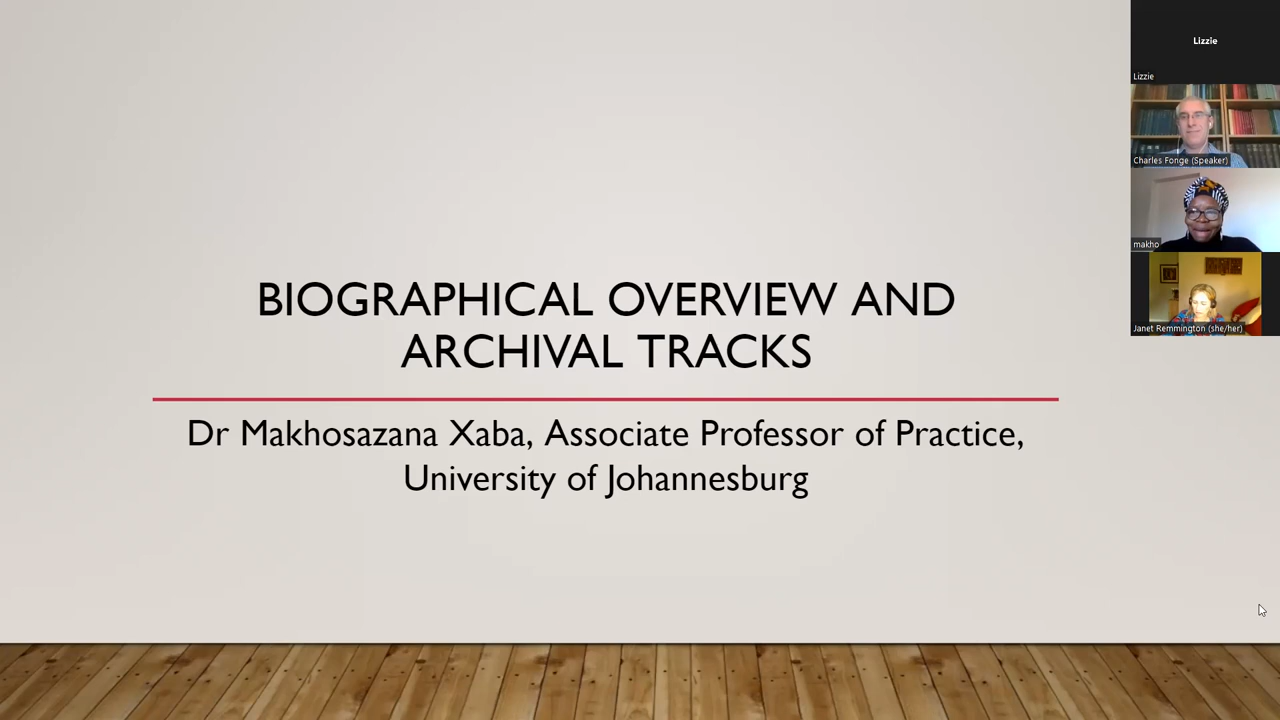 BIOGRAPHICAL OVERVIEW AND
ARCHIVAL TRACKS
Dr Makhosazana Xaba, Associate Professor of Practice,
University of Johannesburg
Lizzie
Lizzie
Charles Fonge (Speaker)
makho
Janet Remmington (she/her)